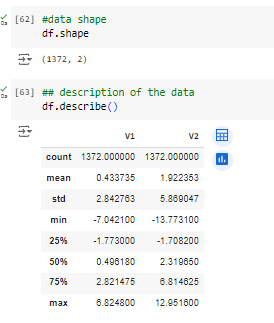 [62] #data shape
df.shape
(1372, 2)
[63] ## description of the data
df.describe()
V1 V2
count 1372.000000 1372.000000
mean 0.433735 1.922353
std 2.842763 5.869047
min -7.042100 -13.773100
25% -1.773000 -1.708200
50% 0.496180 2.319650
75% 2.821475 6.814625
max 6.824800 12.951600